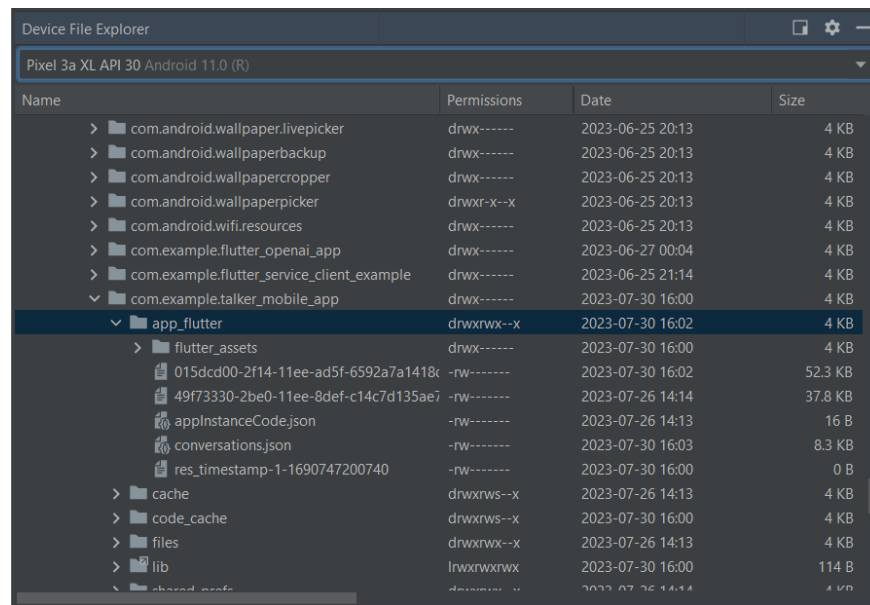 Device File Explorer
Pixel 3a XL API 30 Android 11.0 (R)
Name Permissions Date Size
com.android.wallpaper.livepicker drwx------ 2023-06-25 20:13 4 KB
com.android.wallpaperbackup drwx------ 2023-06-25 20:13 4 KB
com.android.wallpapercropper drwx------ 2023-06-25 20:13 4 KB
com.android.wallpaperpicker drwxr-x--x 2023-06-25 20:13 4 KB
com.android.wifi.resources drwx------ 2023-06-25 20:13 4 KB
com.example.flutter_openai_app drwx------ 2023-06-27 00:04 4 KB
com.example.flutter_service_client_example drwx------ 2023-06-25 21:14 4 KB
com.example.talker_mobile_app drwx------ 2023-07-30 16:00 4 KB
app_flutter drwxrwx--x 2023-07-30 16:02 4 KB
flutter_assets drwx------ 2023-07-30 16:00 4 KB
015dcd00-2f14-11ee-ad5f-6592a7a1418c -rw------- 2023-07-30 16:02 52.3 KB
49f73330-2be0-11ee-8def-c14c7d135ae7 -rw------- 2023-07-26 14:14 37.8 KB
appInstanceCode.json -rw------- 2023-07-26 14:13 16 B
conversations.json -rw------- 2023-07-30 16:03 8.3 KB
res_timestamp-1-1690747200740 -rw------- 2023-07-30 16:00 0 B
cache drwxrws--x 2023-07-26 14:13 4 KB
code_cache drwxrws--x 2023-07-30 16:00 4 KB
files drwxrwx--x 2023-07-26 14:13 4 KB
lib lrwxrwxrwx 2023-07-30 16:00 114 B
shared_prefs drwxrwx--x 2023-07-26 14:14 4 KB